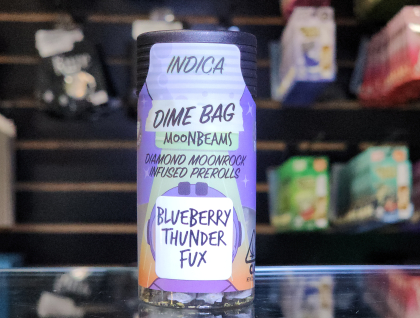 INDICA
DIME BAG
MOONBEAMS
DIAMOND MOONROCK
INFUSED PREROLLS
BLUEBERRY
THUNDER
FUX